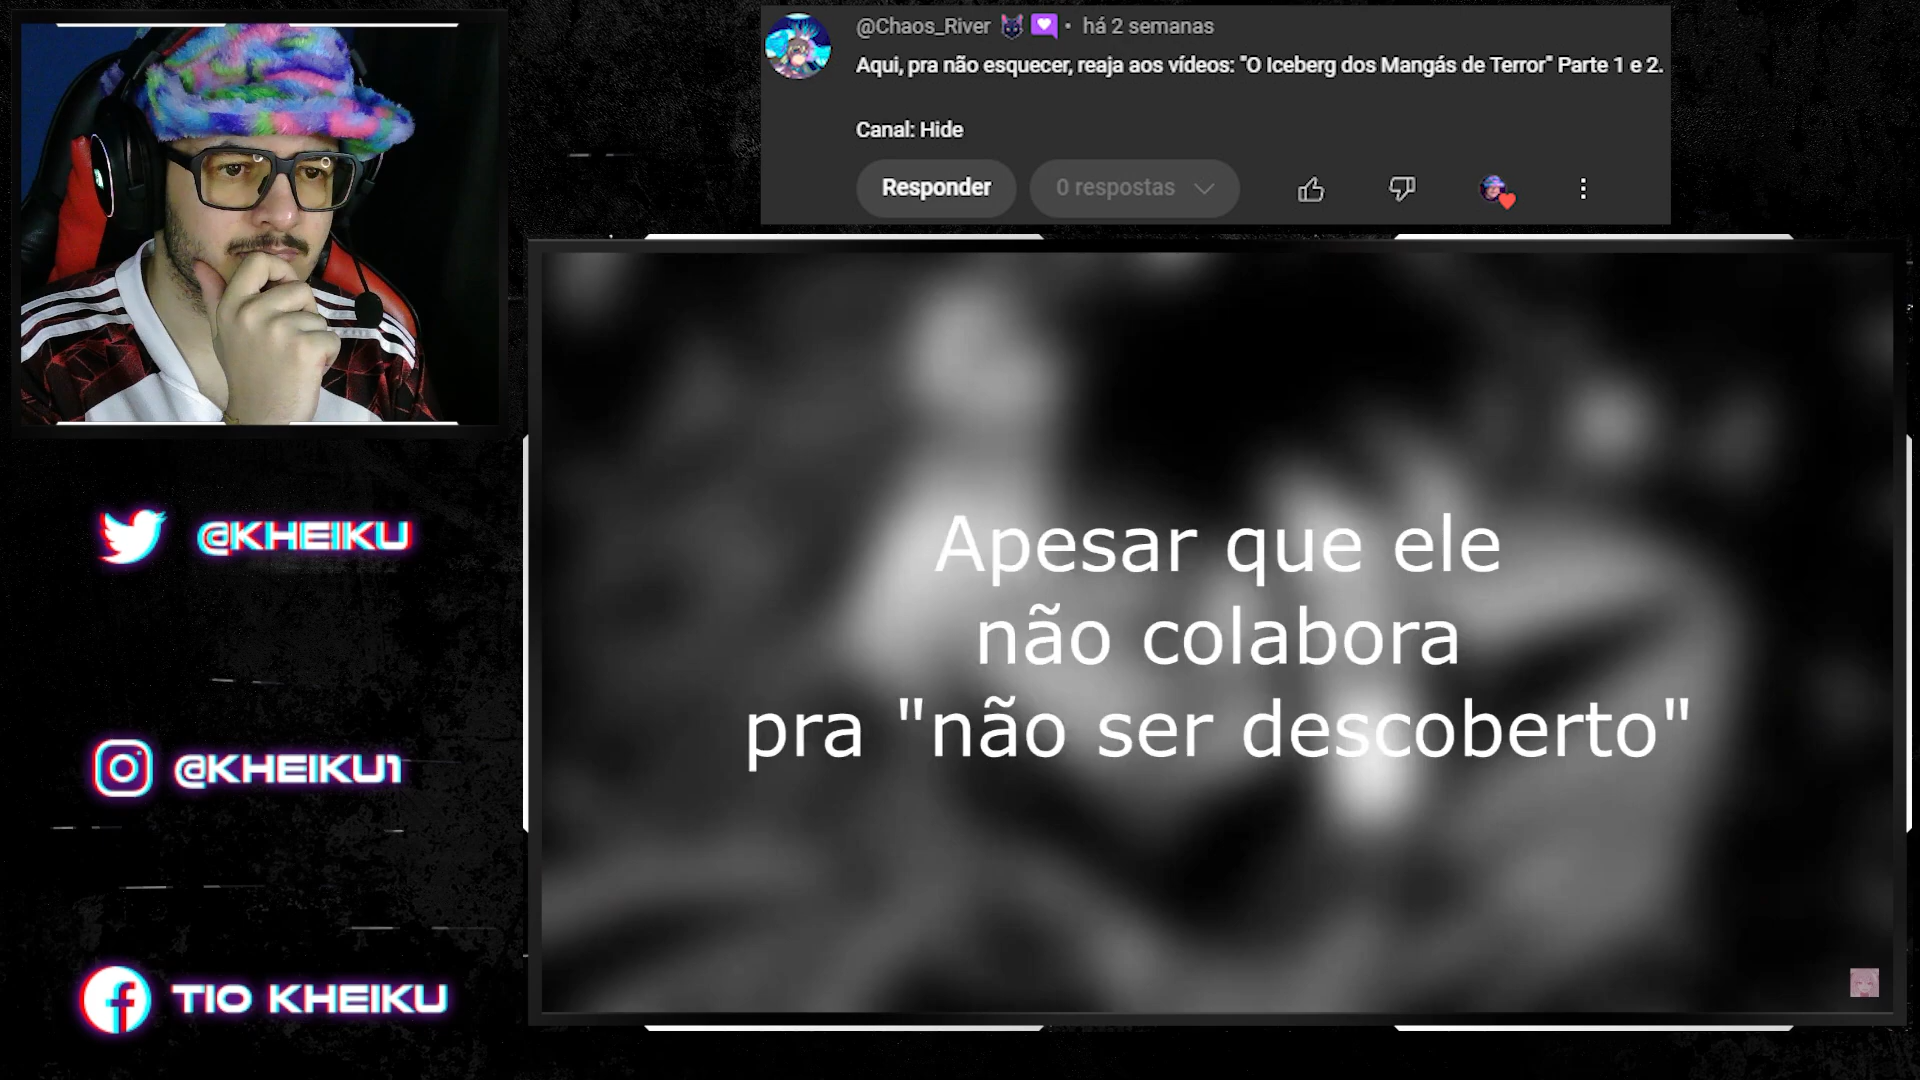 @Chaos_River • há 2 semanas
Aqui, pra não esquecer, reaja aos vídeos: "O Iceberg dos Mangás de Terror" Parte 1 e 2.
Canal: Hide
Responder 0 respostas
Apesar que ele
não colabora
pra "não ser descoberto"
@KHEIKU
@KHEIKU1
TIO KHEIKU